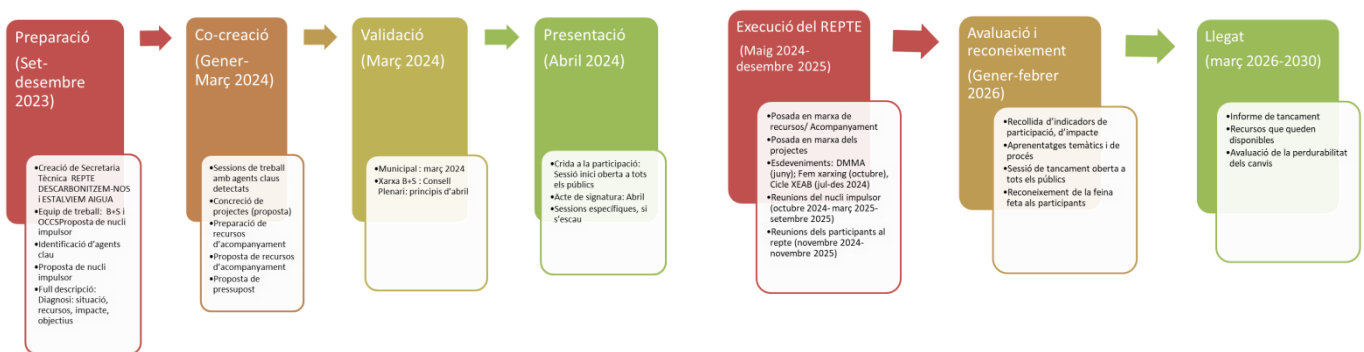 Preparació
(Set-
desembre
2023)
•Creació de Secretaria
Tècnica REPTE
DESCARBONITZEM-NOS
i ESTALVIEM AIGUA
•Equip de treball: B+S i
OCCSProposta de nucli
impulsor
•Identificació d'agents
clau
•Proposta de nucli
impulsor
•Full descripció:
Diagnosi: situació,
recursos, impacte,
objectius
Co-creació
(Gener-
Març 2024)
•Sessions de treball
amb agents claus
detectats
•Concreció de
projectes (proposta)
•Preparació de
recursos
d'acompanyament
•Proposta de recursos
d'acompanyament
•Proposta de
pressupost
Validació
(Març 2024)
•Municipal : març 2024
•Xarxa B+S : Consell
Plenari: principis d'abril
Presentació
(Abril 2024)
•Crida a la participació:
Sessió inici oberta a tots
els públics
•Acte de signatura: Abril
•Sessions específiques, si
s'escau
Execució del REPTE
(Maig 2024-
desembre 2025)
•Posada en marxa de
recursos/ Acompanyament
•Posada en marxa dels
projectes
•Esdeveniments: DMMA
(juny); Fem xarxing (octubre),
Cicle XEAB (jul-des 2024)
•Reunions del nucli impulsor
(octubre 2024- març 2025-
setembre 2025)
•Reunions dels participants al
repte (novembre 2024-
novembre 2025)
Avaluació i
reconeixement
(Gener-febrer
2026)
•Recollida d'indicadors de
participació, d'impacte
•Aprenentatges temàtics i de
procés
•Sessió de tancament oberta a
tots els públics
•Reconeixement de la feina
feta als participants
Llegat
(març 2026-2030)
•Informe de tancament
•Recursos que queden
disponibles
•Avaluació de la perdurabilitat
dels canvis